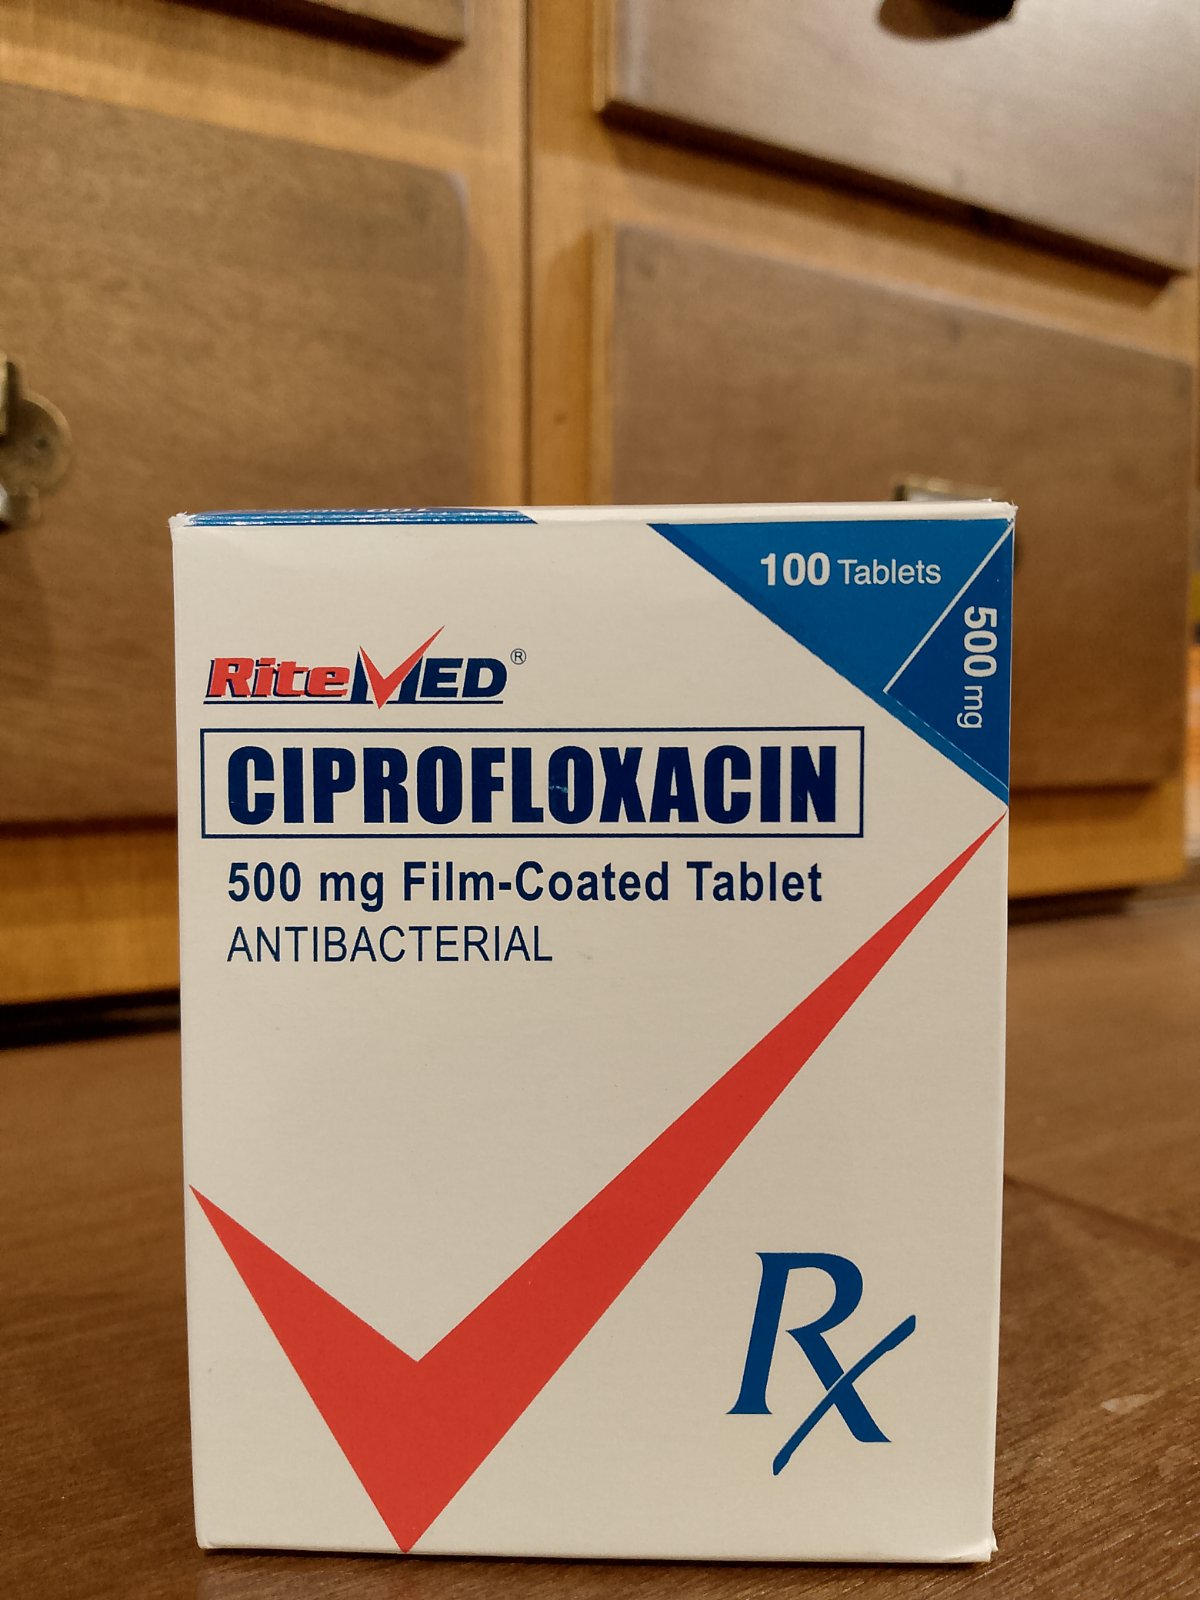 100 Tablets
500 mg
RiteMED®
CIPROFLOXACIN
500 mg Film-Coated Tablet
ANTIBACTERIAL
Rx